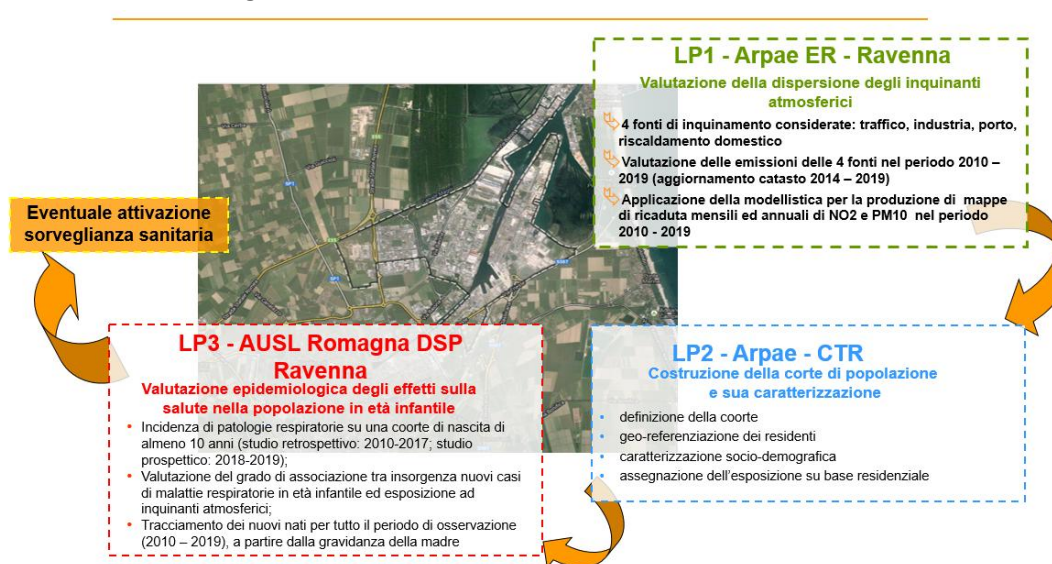 LP1 - Arpae ER - Ravenna
Valutazione della dispersione degli inquinanti
atmosferici
4 fonti di inquinamento considerate: traffico, industria, porto,
riscaldamento domestico
Valutazione delle emissioni delle 4 fonti nel periodo 2010 –
2019 (aggiornamento catasto 2014 – 2019)
Applicazione della modellistica per la produzione di mappe
di ricaduta mensili ed annuali di NO2 e PM10 nel periodo
2010 - 2019
LP2 - Arpae - CTR
Costruzione della corte di popolazione
e sua caratterizzazione
• definizione della coorte
• geo-referenziazione dei residenti
• caratterizzazione socio-demografica
• assegnazione dell'esposizione su base residenziale
LP3 - AUSL Romagna DSP
Ravenna
Valutazione epidemiologica degli effetti sulla
salute nella popolazione in età infantile
• Incidenza di patologie respiratorie su una coorte di nascita di
almeno 10 anni (studio retrospettivo: 2010-2017; studio
prospettico: 2018-2019);
• Valutazione del grado di associazione tra insorgenza nuovi casi
di malattie respiratorie in età infantile ed esposizione ad
inquinanti atmosferici;
• Tracciamento dei nuovi nati per tutto il periodo di osservazione
(2010 – 2019), a partire dalla gravidanza della madre
Eventuale attivazione
sorveglianza sanitaria